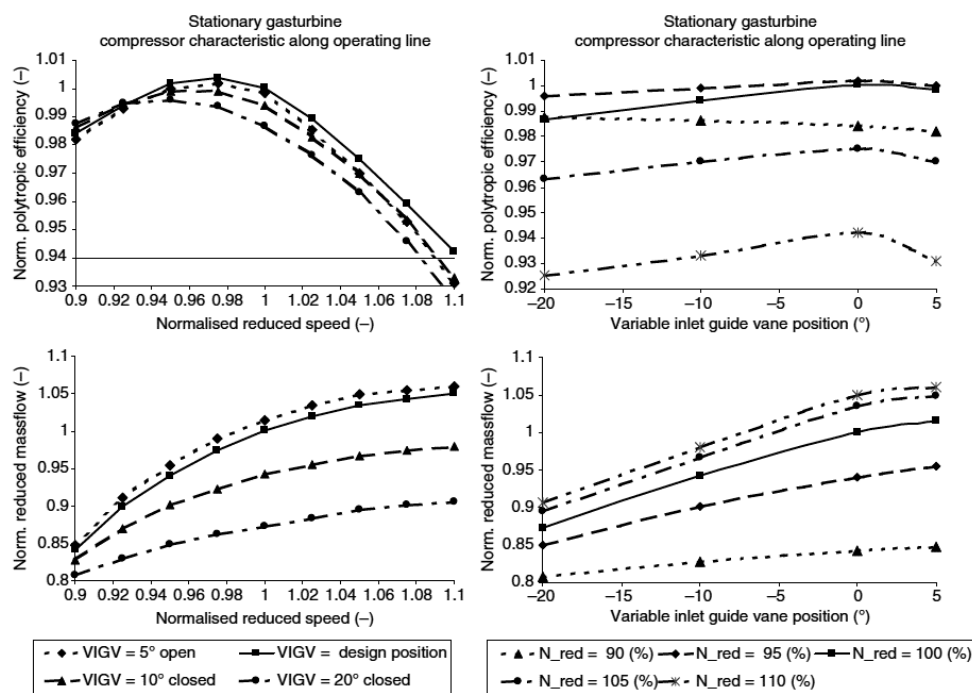 Stationary gasturbine
compressor characteristic along operating line
Norm. polytropic efficiency (–)
1.01
1
0.99
0.98
0.97
0.96
0.95
0.94
0.93
0.9 0.92 0.94 0.96 0.98 1 1.02 1.04 1.06 1.08 1.1
Normalised reduced speed (–)
Stationary gasturbine
compressor characteristic along operating line
Norm. polytropic efficiency (–)
1.01
1
0.99
0.98
0.97
0.96
0.95
0.94
0.93
0.92
–20 –15 –10 –5 0 5
Variable inlet guide vane position (°)
Norm. reduced massflow (–)
1.1
1.05
1
0.95
0.9
0.85
0.8
0.9 0.92 0.94 0.96 0.98 1 1.02 1.04 1.06 1.08 1.1
Normalised reduced speed (–)
Norm. reduced massflow (–)
1.1
1.05
1
0.95
0.9
0.85
0.8
–20 –15 –10 –5 0 5
Variable inlet guide vane position (°)
VIGV = 5° open VIGV = design position
VIGV = 10° closed VIGV = 20° closed
N_red = 90 (%) N_red = 95 (%) N_red = 100 (%)
N_red = 105 (%) N_red = 110 (%)